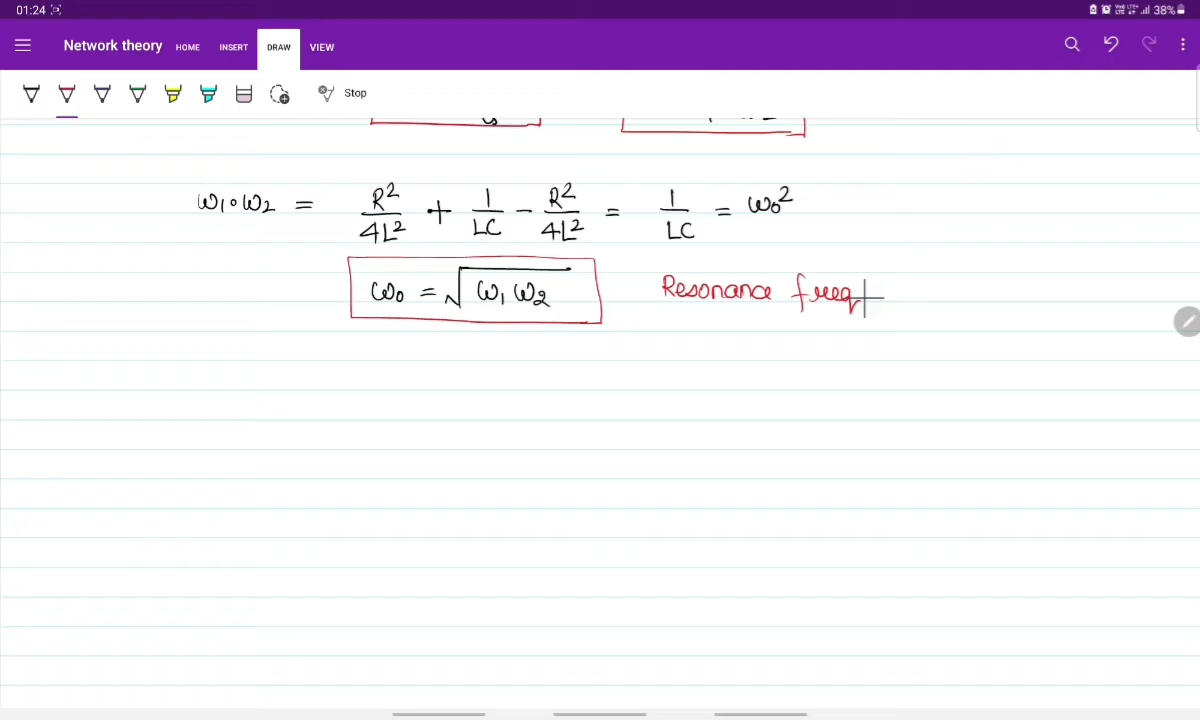 01:24 38%
Network theory HOME INSERT DRAW VIEW
Stop
ω₁∘ω₂ = R²/4L² + 1/LC − R²/4L² = 1/LC = ω₀²
ω₀ = √ω₁ω₂ Resonance freq